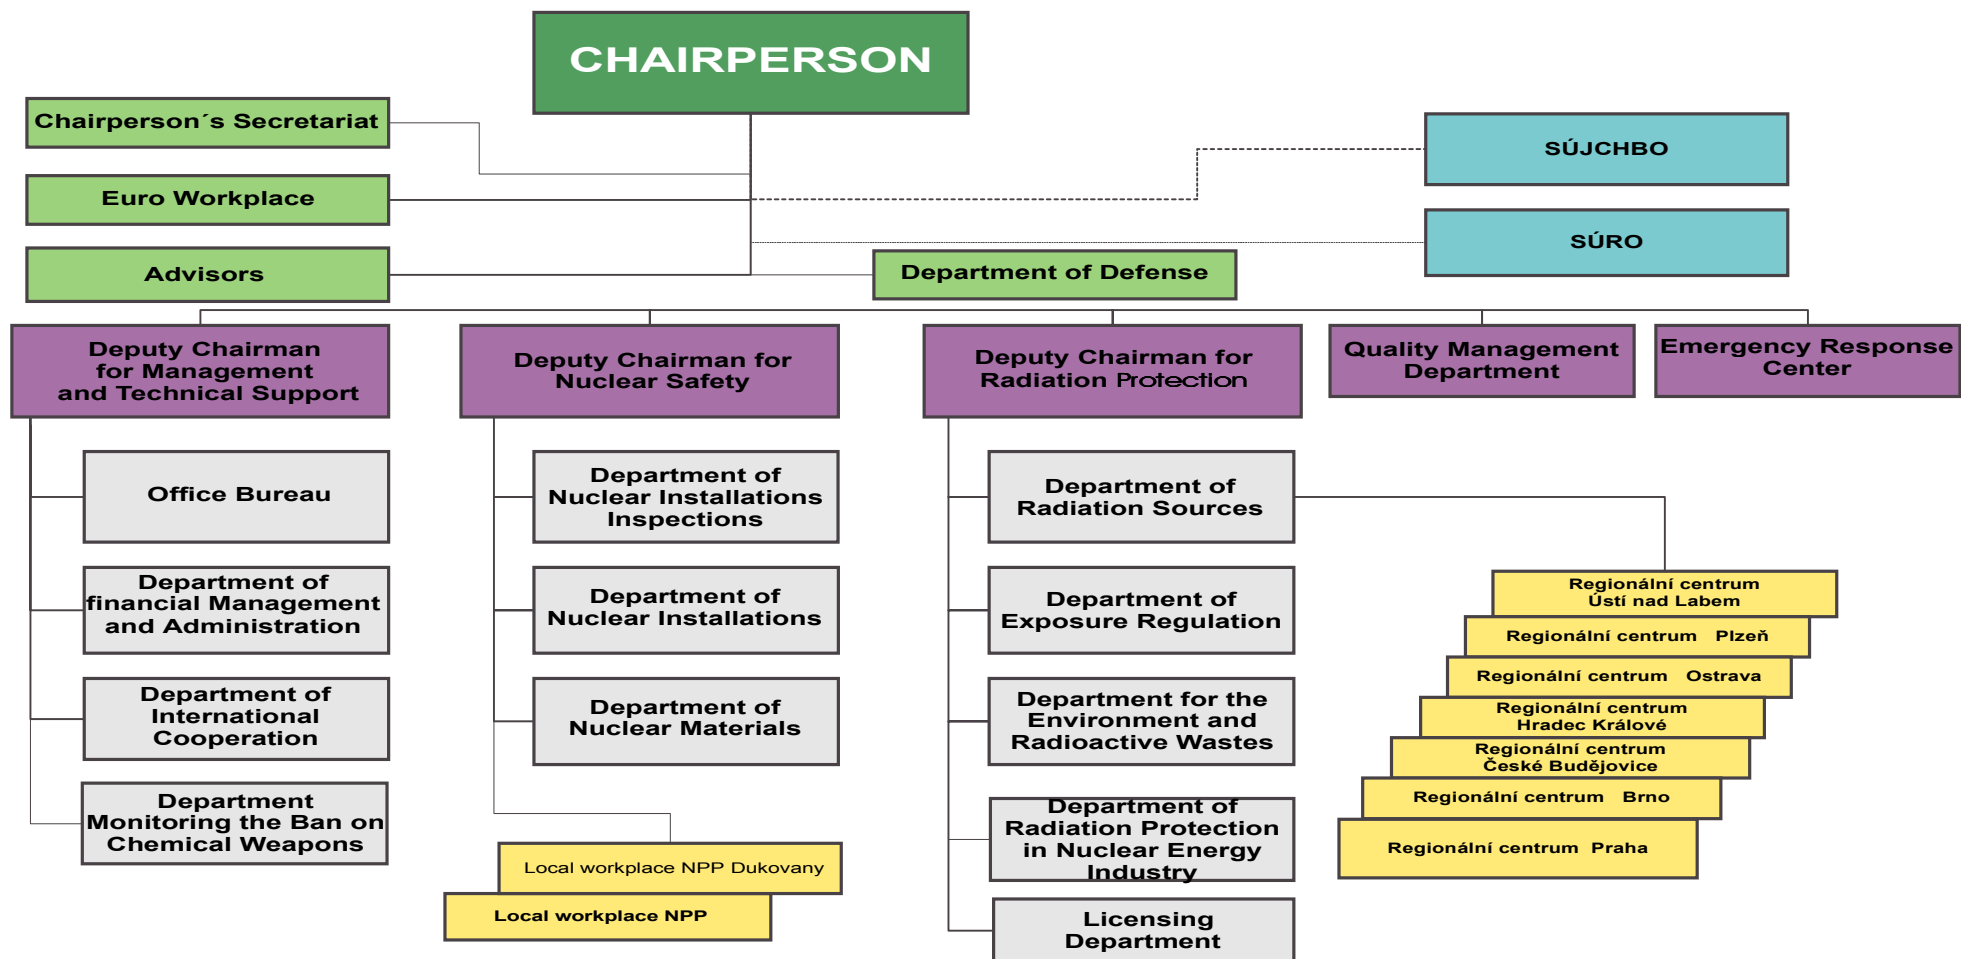 CHAIRPERSON
Chairperson´s Secretariat
Euro Workplace
Advisors
SÚJCHBO
SÚRO
Department of Defense
Deputy Chairman
for Management
and Technical Support
Deputy Chairman for
Nuclear Safety
Deputy Chairman for
Radiation Protection
Quality Management
Department
Emergency Response
Center
Office Bureau
Department of
financial Management
and Administration
Department of
International
Cooperation
Department
Monitoring the Ban on
Chemical Weapons
Department of
Nuclear Installations
Inspections
Department of
Nuclear Installations
Department of
Nuclear Materials
Local workplace NPP Dukovany
Local workplace NPP
Department of
Radiation Sources
Department of
Exposure Regulation
Department for the
Environment and
Radioactive Wastes
Department of
Radiation Protection
in Nuclear Energy
Industry
Licensing
Department
Regionální centrum
Ústí nad Labem
Regionální centrum Plzeň
Regionální centrum Ostrava
Regionální centrum
Hradec Králové
Regionální centrum
České Budějovice
Regionální centrum Brno
Regionální centrum Praha